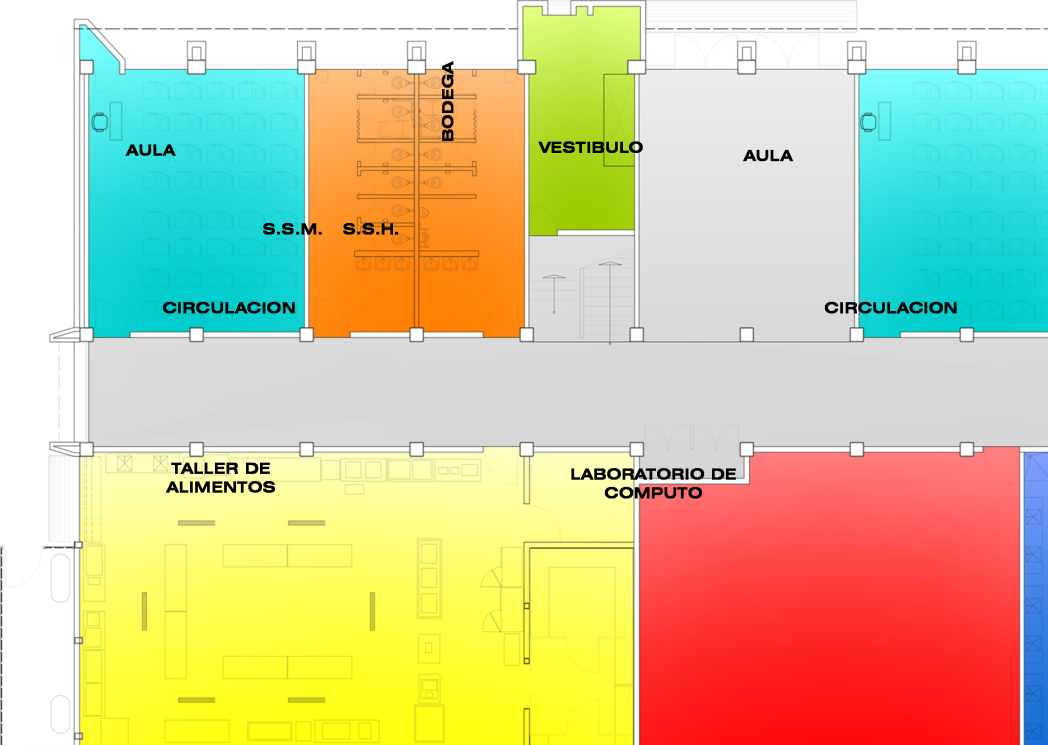 BODEGA
AULA
VESTIBULO
AULA
S.S.M. S.S.H.
CIRCULACION
CIRCULACION
TALLER DE
ALIMENTOS
LABORATORIO DE
COMPUTO